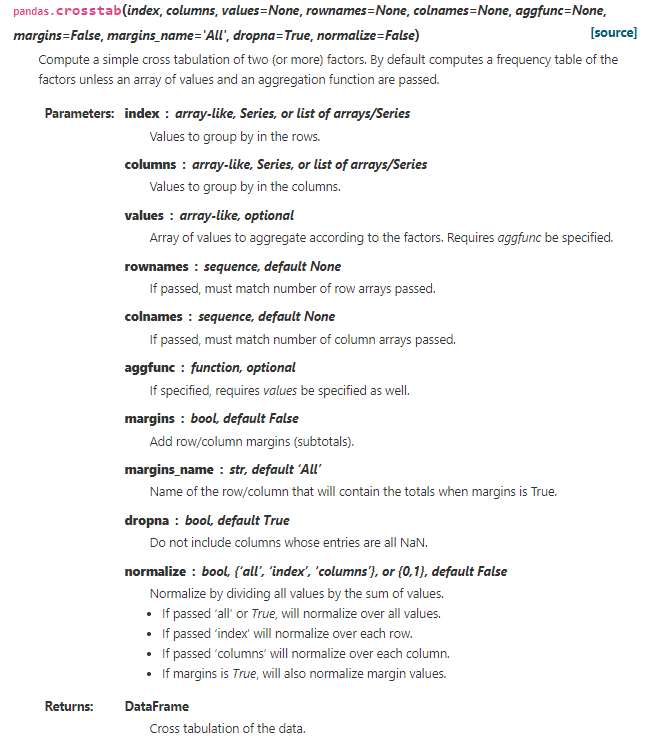 pandas.crosstab(index, columns, values=None, rownames=None, colnames=None, aggfunc=None,
margins=False, margins_name='All', dropna=True, normalize=False) [source]
Compute a simple cross tabulation of two (or more) factors. By default computes a frequency table of the
factors unless an array of values and an aggregation function are passed.
Parameters: index : array-like, Series, or list of arrays/Series
Values to group by in the rows.
columns : array-like, Series, or list of arrays/Series
Values to group by in the columns.
values : array-like, optional
Array of values to aggregate according to the factors. Requires aggfunc be specified.
rownames : sequence, default None
If passed, must match number of row arrays passed.
colnames : sequence, default None
If passed, must match number of column arrays passed.
aggfunc : function, optional
If specified, requires values be specified as well.
margins : bool, default False
Add row/column margins (subtotals).
margins_name : str, default ‘All’
Name of the row/column that will contain the totals when margins is True.
dropna : bool, default True
Do not include columns whose entries are all NaN.
normalize : bool, {‘all’, ‘index’, ‘columns’}, or {0,1}, default False
Normalize by dividing all values by the sum of values.
• If passed ‘all’ or True, will normalize over all values.
• If passed ‘index’ will normalize over each row.
• If passed ‘columns’ will normalize over each column.
• If margins is True, will also normalize margin values.
Returns: DataFrame
Cross tabulation of the data.